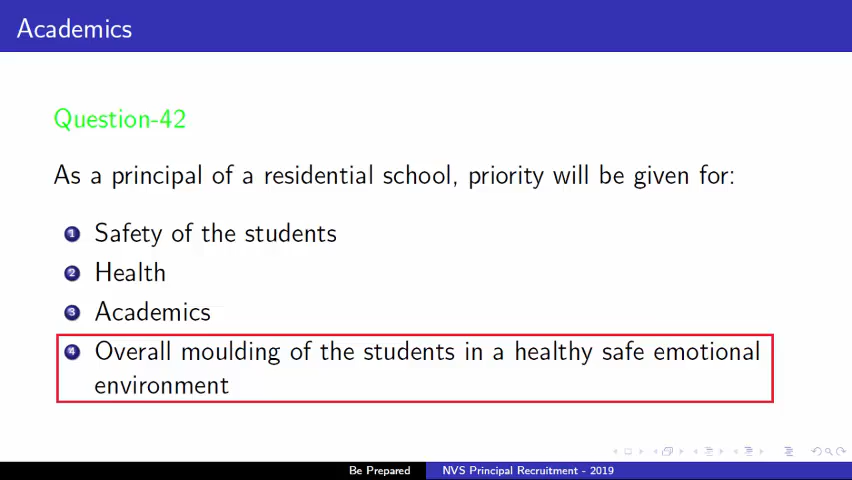 Academics
Question-42
As a principal of a residential school, priority will be given for:
1 Safety of the students
2 Health
3 Academics
4 Overall moulding of the students in a healthy safe emotional
environment
Be Prepared NVS Principal Recruitment - 2019